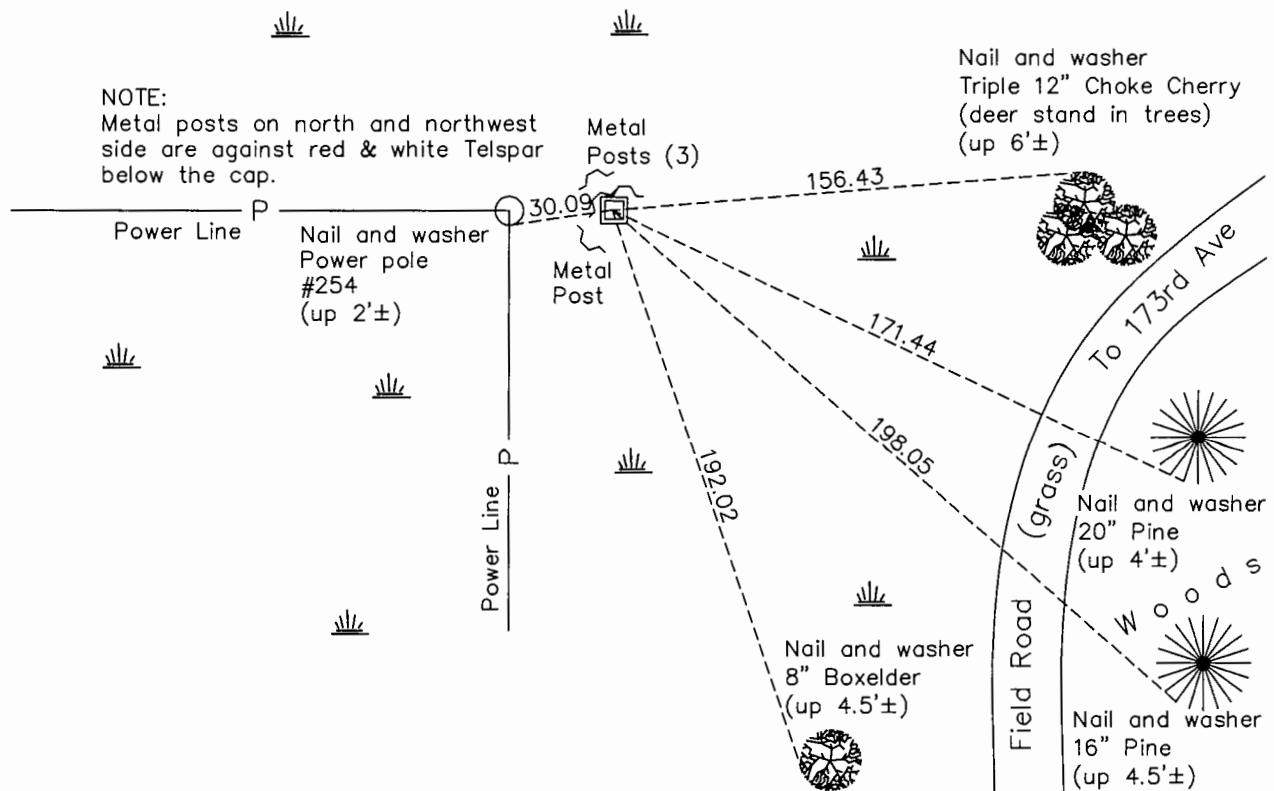 Nail and washer
Triple 12" Choke Cherry
(deer stand in trees)
(up 6'±)
NOTE:
Metal posts on north and northwest
side are against red & white Telspar
below the cap.
Metal
Posts (3)
156.43
30.09
P
Power Line
Nail and washer
Power pole
#254
(up 2'±)
Metal
Post
To 173rd Ave
171.44
198.05
192.02
P
Power Line
(grass)
Field Road
Nail and washer
20" Pine
(up 4'±)
Woods
Nail and washer
8" Boxelder
(up 4.5'±)
Nail and washer
16" Pine
(up 4.5'±)